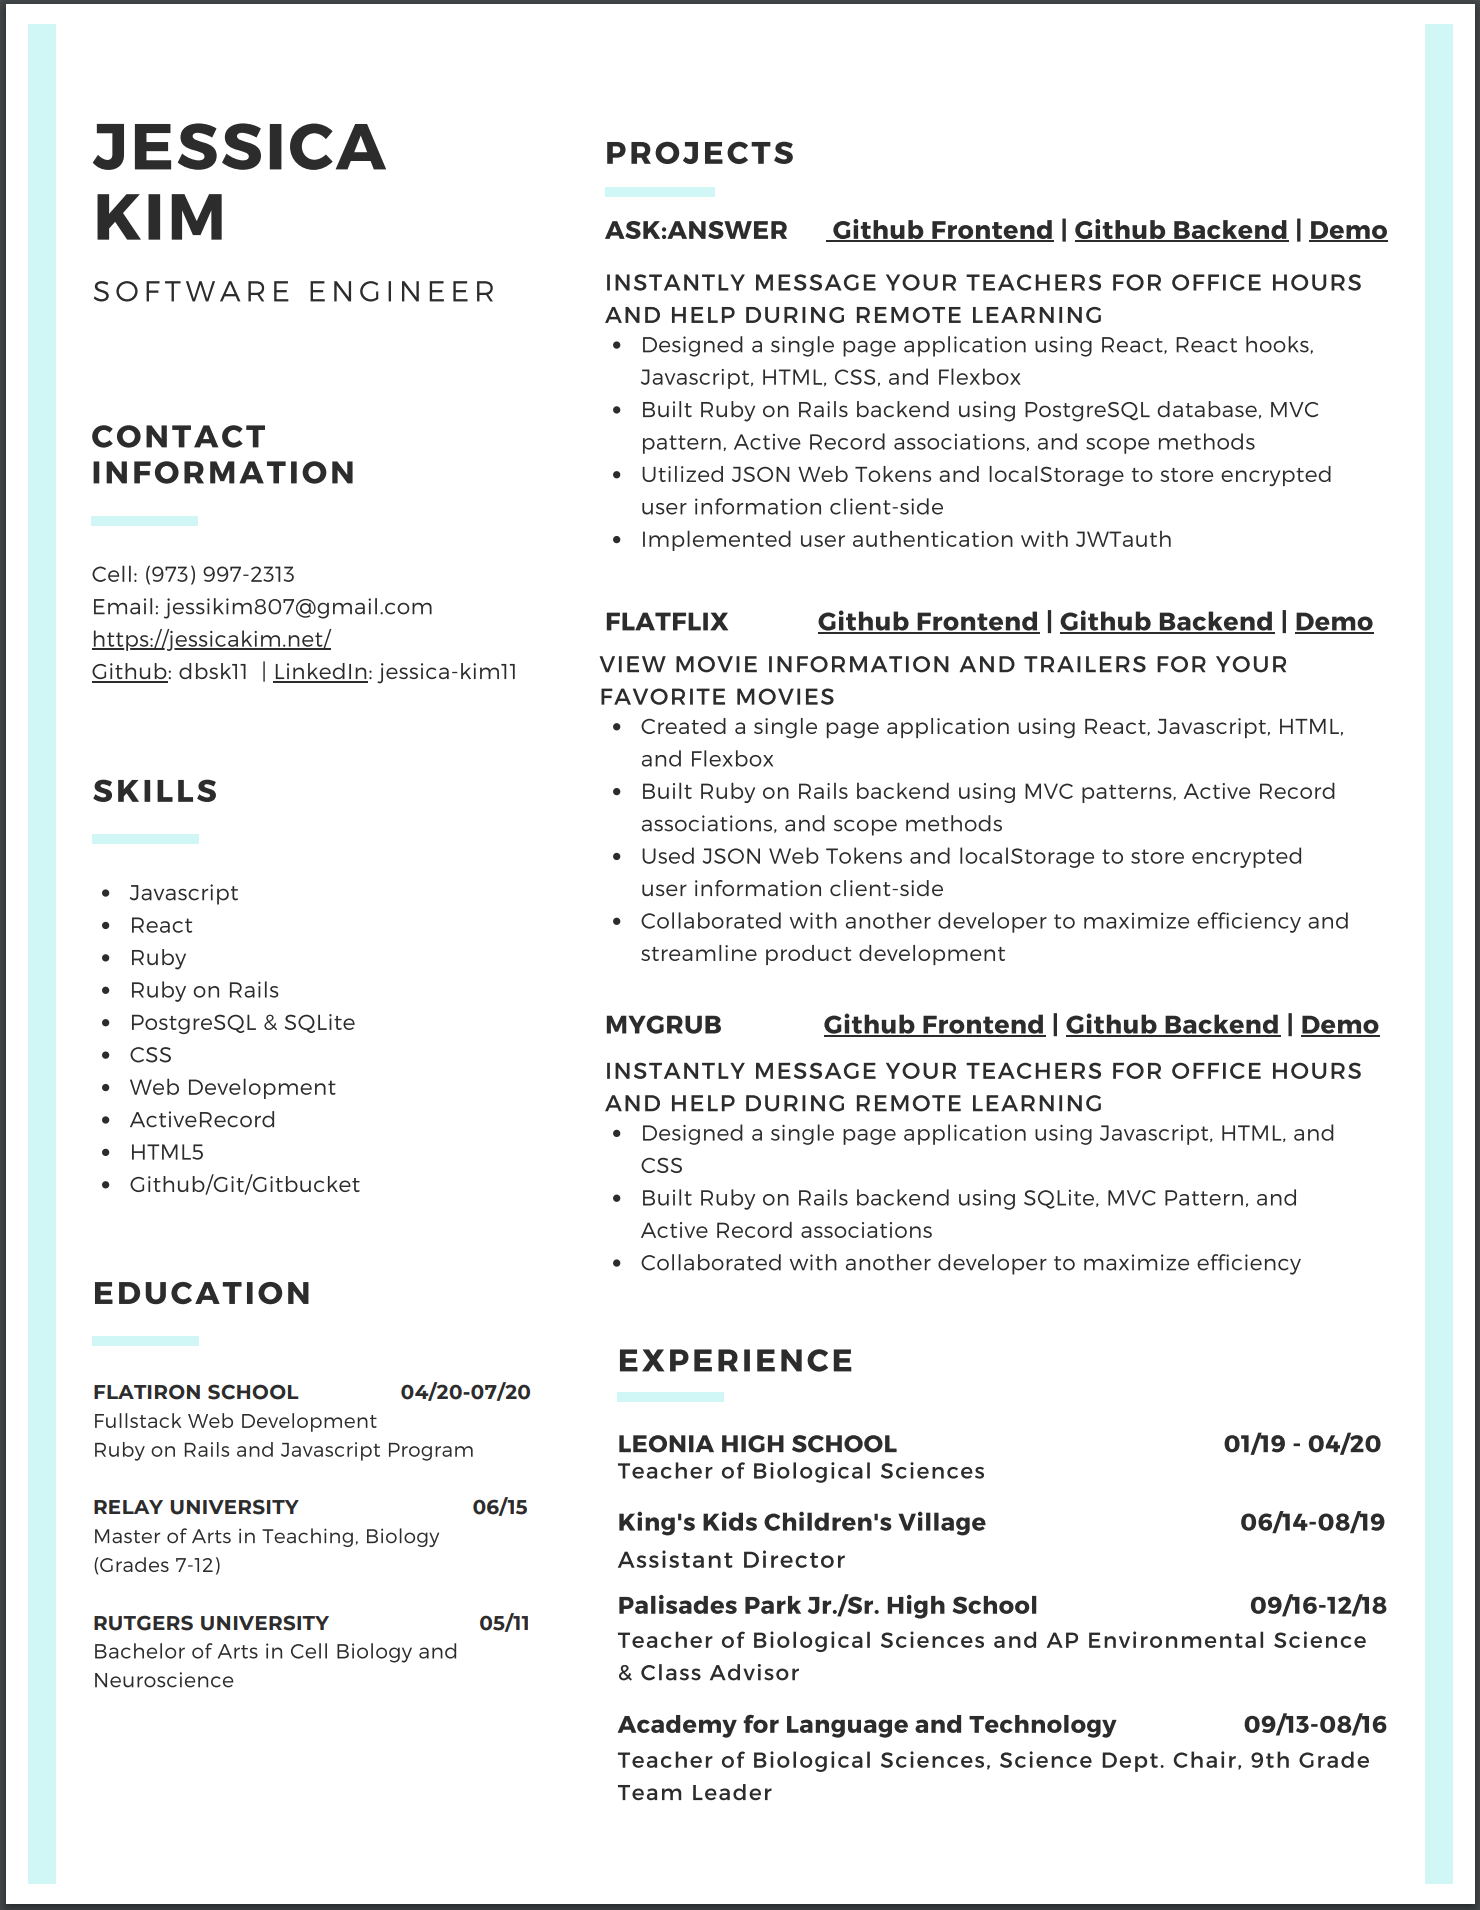 JESSICA
KIM
SOFTWARE ENGINEER
CONTACT
INFORMATION
Cell: (973) 997-2313
Email: jessikim807@gmail.com
https://jessicakim.net/
Github: dbsk11 | LinkedIn: jessica-kim11
SKILLS
• Javascript
• React
• Ruby
• Ruby on Rails
• PostgreSQL & SQLite
• CSS
• Web Development
• ActiveRecord
• HTML5
• Github/Git/Gitbucket
EDUCATION
FLATIRON SCHOOL 04/20-07/20
Fullstack Web Development
Ruby on Rails and Javascript Program
RELAY UNIVERSITY 06/15
Master of Arts in Teaching, Biology
(Grades 7-12)
RUTGERS UNIVERSITY 05/11
Bachelor of Arts in Cell Biology and
Neuroscience
PROJECTS
ASK:ANSWER Github Frontend | Github Backend | Demo
INSTANTLY MESSAGE YOUR TEACHERS FOR OFFICE HOURS
AND HELP DURING REMOTE LEARNING
• Designed a single page application using React, React hooks,
Javascript, HTML, CSS, and Flexbox
• Built Ruby on Rails backend using PostgreSQL database, MVC
pattern, Active Record associations, and scope methods
• Utilized JSON Web Tokens and localStorage to store encrypted
user information client-side
• Implemented user authentication with JWTauth
FLATFLIX Github Frontend | Github Backend | Demo
VIEW MOVIE INFORMATION AND TRAILERS FOR YOUR
FAVORITE MOVIES
• Created a single page application using React, Javascript, HTML,
and Flexbox
• Built Ruby on Rails backend using MVC patterns, Active Record
associations, and scope methods
• Used JSON Web Tokens and localStorage to store encrypted
user information client-side
• Collaborated with another developer to maximize efficiency and
streamline product development
MYGRUB Github Frontend | Github Backend | Demo
INSTANTLY MESSAGE YOUR TEACHERS FOR OFFICE HOURS
AND HELP DURING REMOTE LEARNING
• Designed a single page application using Javascript, HTML, and
CSS
• Built Ruby on Rails backend using SQLite, MVC Pattern, and
Active Record associations
• Collaborated with another developer to maximize efficiency
EXPERIENCE
LEONIA HIGH SCHOOL 01/19 - 04/20
Teacher of Biological Sciences
King's Kids Children's Village 06/14-08/19
Assistant Director
Palisades Park Jr./Sr. High School 09/16-12/18
Teacher of Biological Sciences and AP Environmental Science
& Class Advisor
Academy for Language and Technology 09/13-08/16
Teacher of Biological Sciences, Science Dept. Chair, 9th Grade
Team Leader